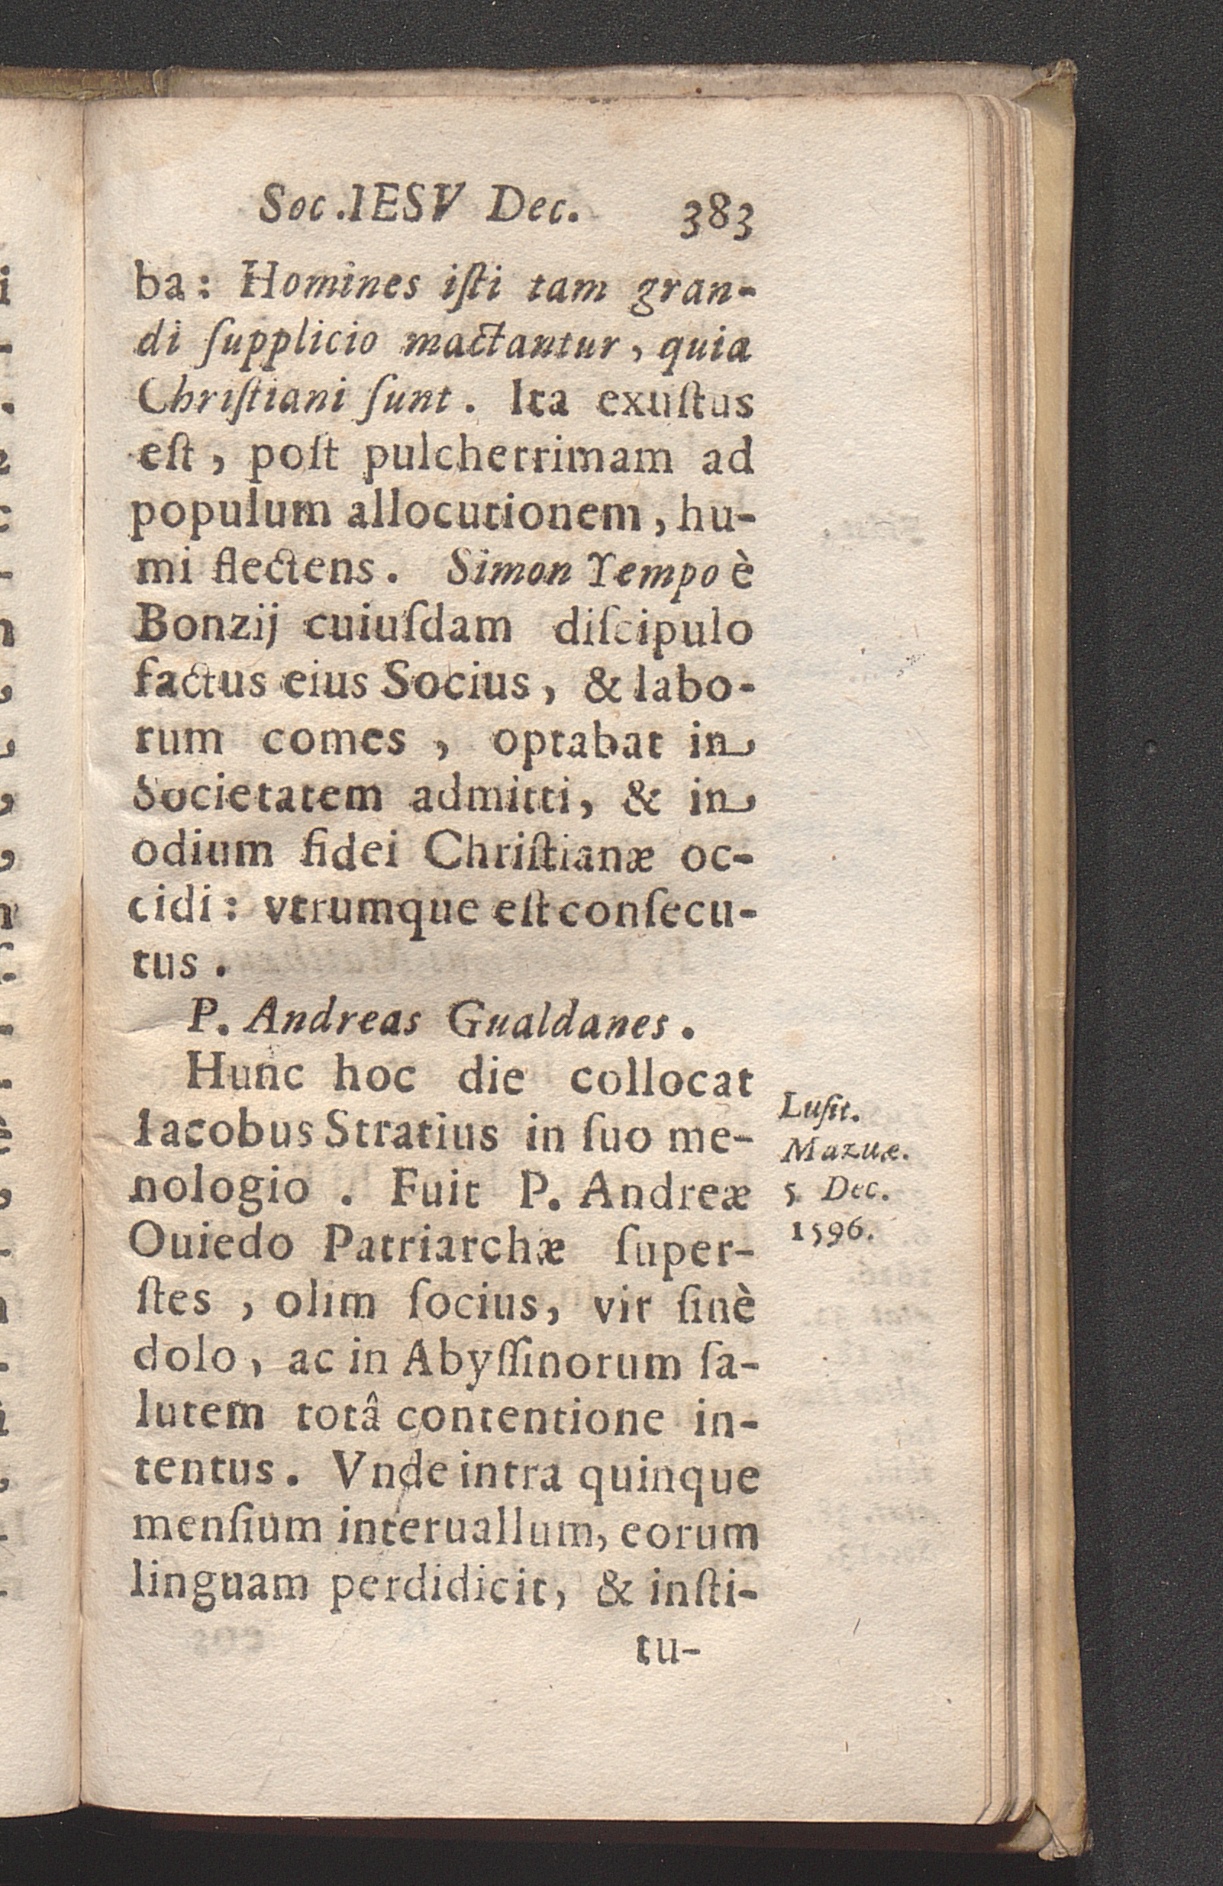 Soc. IESV Dec. 383
ba: Homines iſti tam gran-
di ſupplicio mactantur, quia
Chriſtiani ſunt. Ita exuſtus
eſt, poſt pulcherrimam ad
populum allocutionem, hu-
mi flectens. Simon Yempo è
Bonzij cuiuſdam diſcipulo
factus eius Socius, & labo-
rum comes, optabat in
Societatem admitti, & in
odium fidei Chriſtianæ oc-
cidi: vtrumque eſt conſecu-
tus.
P. Andreas Gualdanes.
Hunc hoc die collocat
Iacobus Stratius in ſuo me-
nologio. Fuit P. Andreæ
Ouiedo Patriarchæ ſuper-
ſtes, olim ſocius, vir ſinè
dolo, ac in Abyſſinorum ſa-
lutem totâ contentione in-
tentus. Vnde intra quinque
menſium interuallum, eorum
linguam perdidicit, & inſti-
tu-
Luſit.
Mazuæ.
5 Dec.
1596.